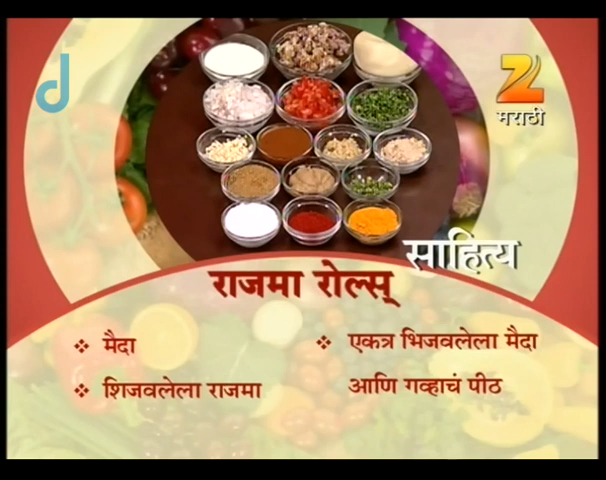 d
मराठी
साहित्य
राजमा रोल्स्
❖ मैदा
❖ शिजवलेला राजमा
❖ एकत्र भिजवलेला मैदा
आणि गव्हाचं पीठ